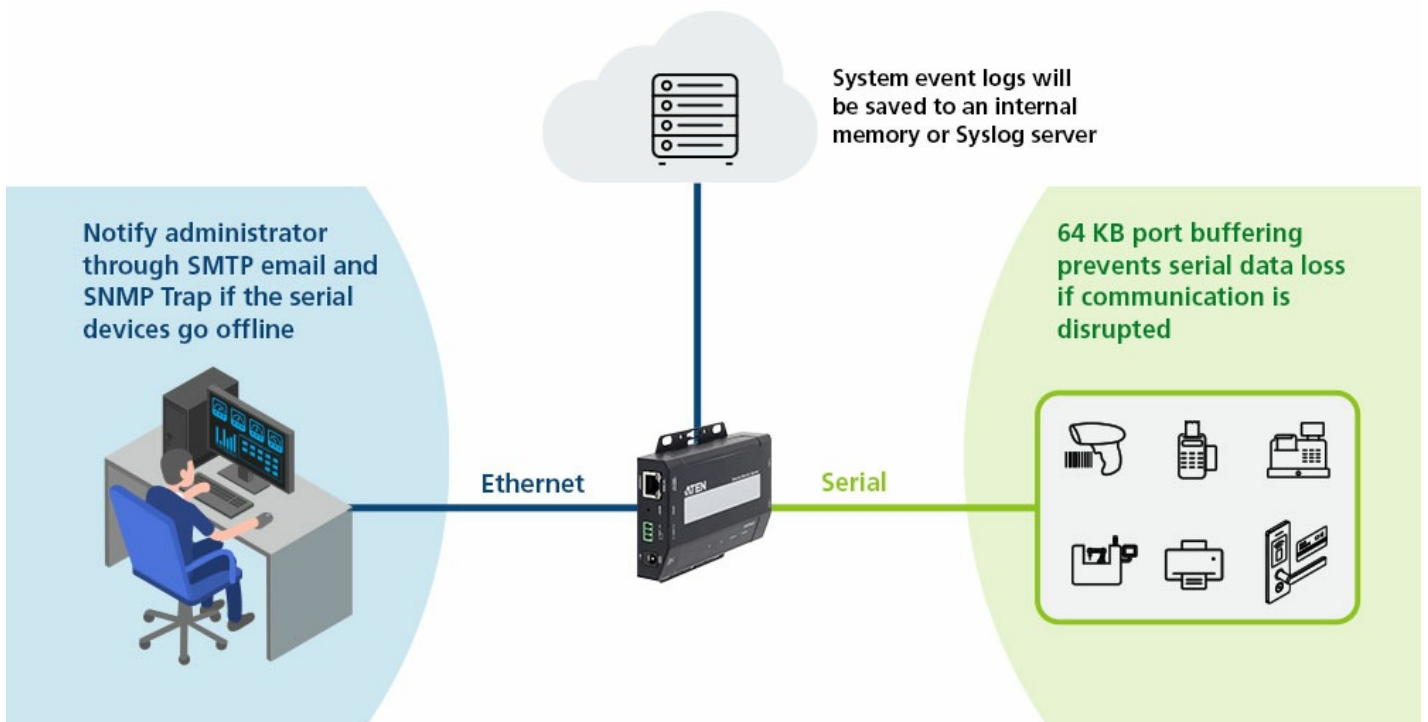 System event logs will
be saved to an internal
memory or Syslog server
Notify administrator
through SMTP email and
SNMP Trap if the serial
devices go offline
64 KB port buffering
prevents serial data loss
if communication is
disrupted
Ethernet
ATEN
Serial